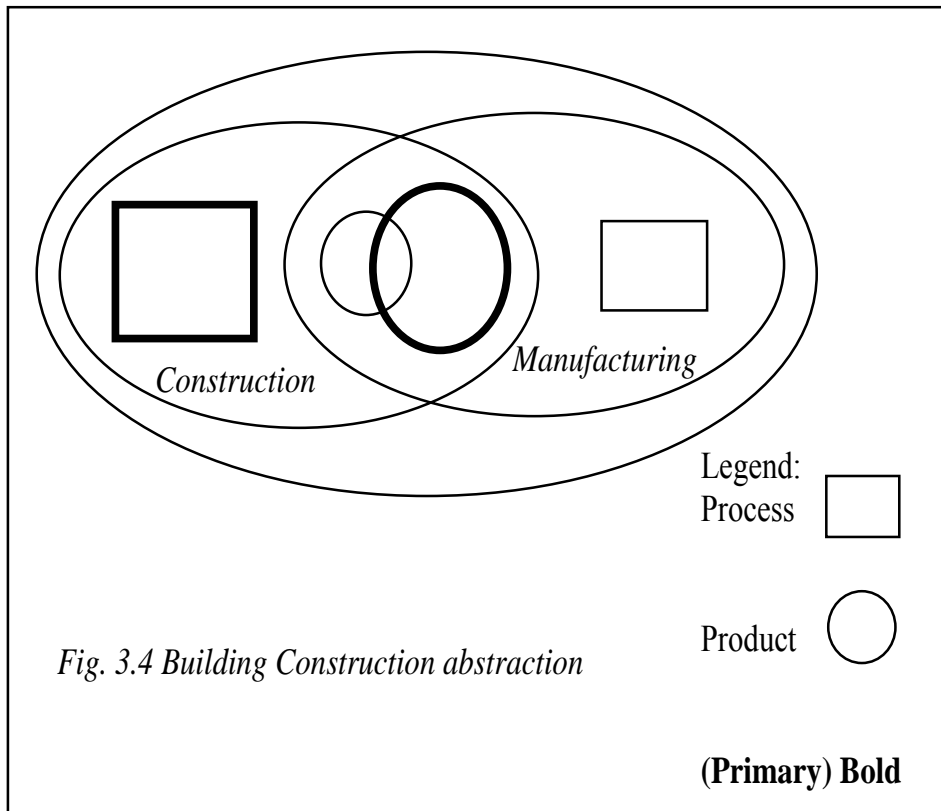 Construction
Manufacturing
Legend:
Process
Product
Fig. 3.4 Building Construction abstraction
(Primary) Bold